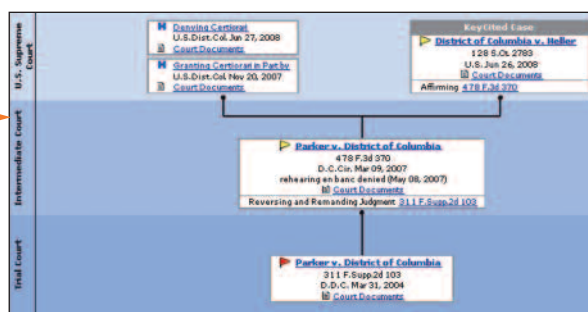 U.S. Supreme Court
H Denying Certiorari
U.S.Dist.Col. Jun 27, 2008
Court Documents
H Granting Certiorari in Part by
U.S.Dist.Col. Nov 20, 2007
Court Documents
KeyCited Case
District of Columbia v. Heller
128 S.Ct. 2783
U.S. Jun 26, 2008
Court Documents
Affirming 478 F.3d 370
Intermediate Court
Parker v. District of Columbia
478 F.3d 370
D.C.Cir. Mar 09, 2007
rehearing en banc denied (May 08, 2007)
Court Documents
Reversing and Remanding Judgment 311 F.Supp.2d 103
Trial Court
Parker v. District of Columbia
311 F.Supp.2d 103
D.D.C. Mar 31, 2004
Court Documents